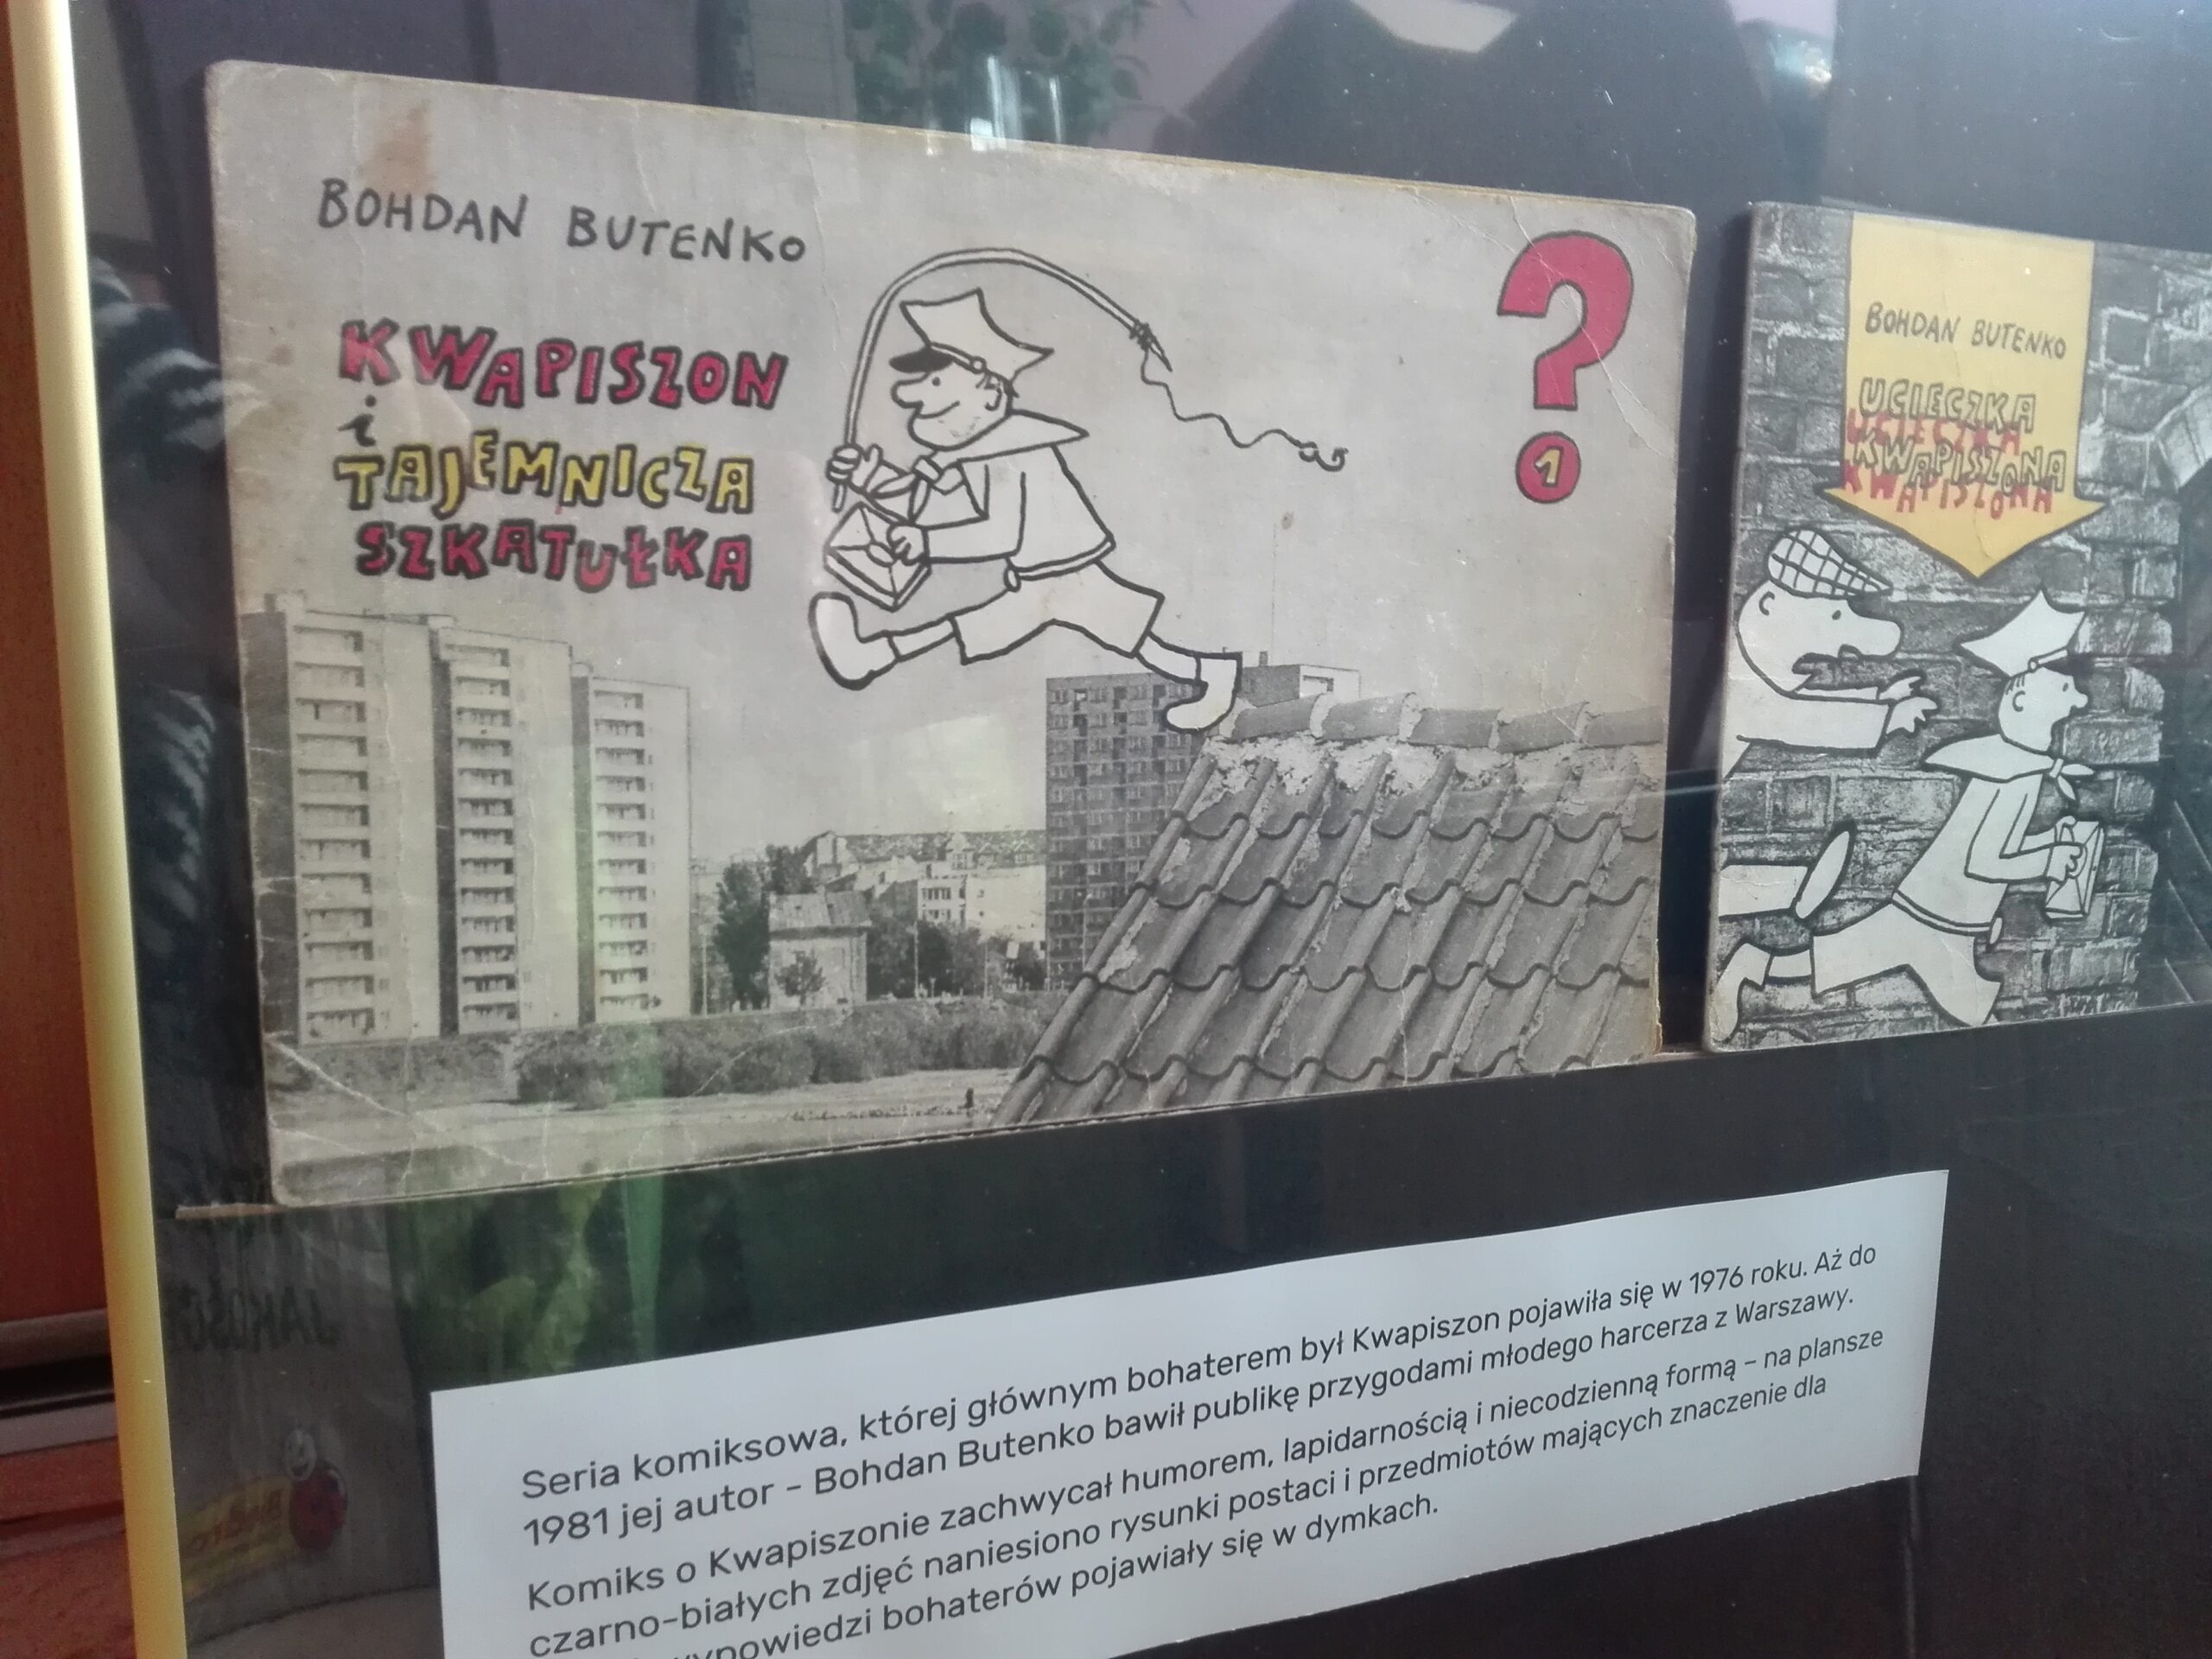 BOHDAN BUTENKO
KWAPISZON
i
TAJEMNICZA
SZKATUŁKA
?
1
BOHDAN BUTENKO
UCIECZKA
UCIECZKA
KWAPISZONA
KWAPISZONA
Seria komiksowa, której głównym bohaterem był Kwapiszon pojawiła się w 1976 roku. Aż do
1981 jej autor – Bohdan Butenko bawił publikę przygodami młodego harcerza z Warszawy.
Komiks o Kwapiszonie zachwycał humorem, lapidarnością i niecodzienną formą – na plansze
czarno-białych zdjęć naniesiono rysunki postaci i przedmiotów mających znaczenie dla
wypowiedzi bohaterów pojawiały się w dymkach.